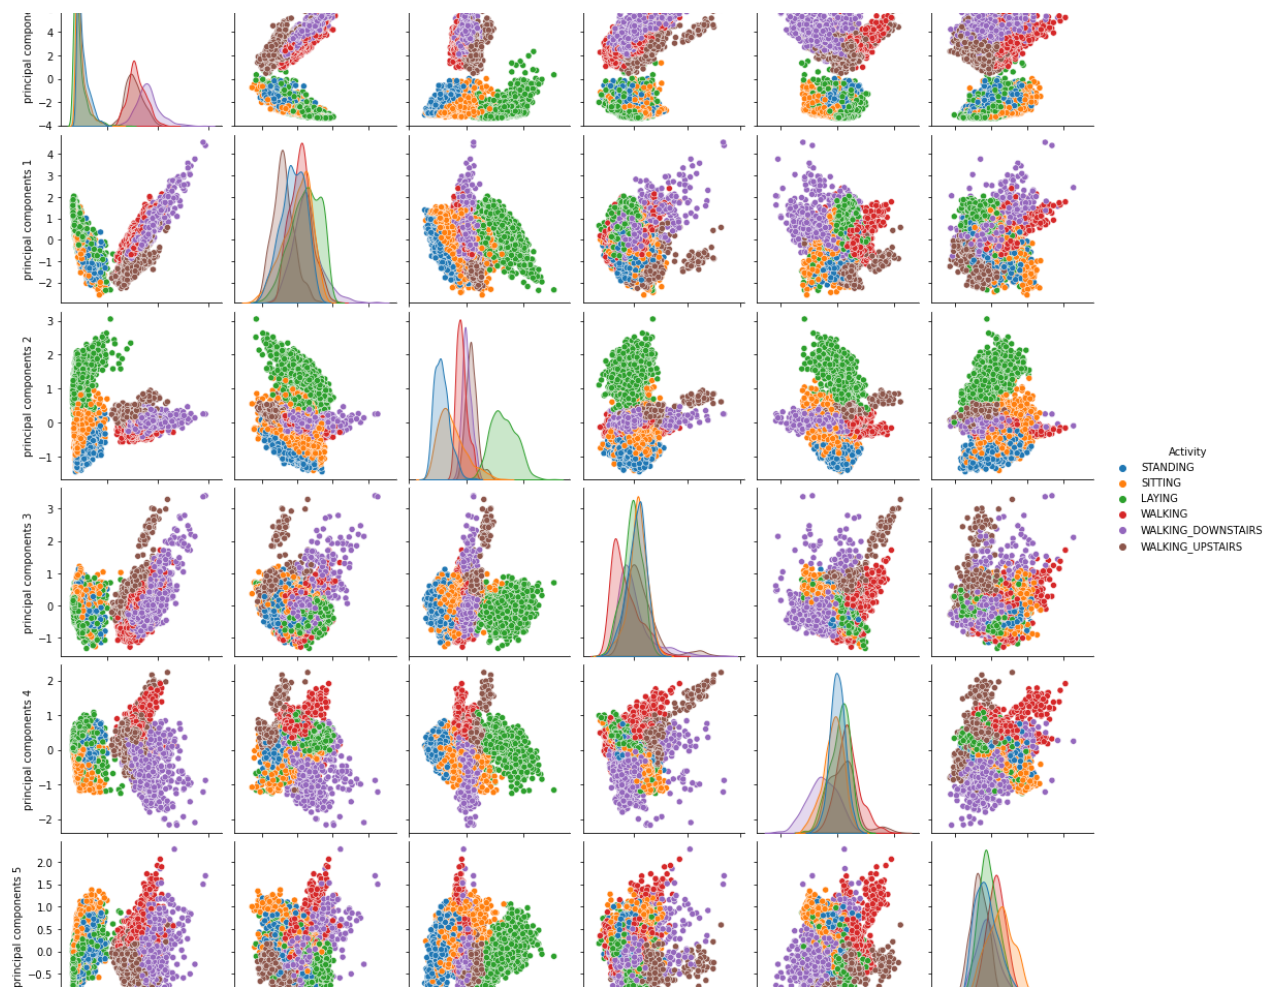 principal componen
4
2
0
−2
−4
principal components 1
4
3
2
1
0
−1
−2
principal components 2
3
2
1
0
−1
principal components 3
3
2
1
0
−1
principal components 4
2
1
0
−1
−2
principal components 5
2.0
1.5
1.0
0.5
0.0
−0.5
Activity
STANDING
SITTING
LAYING
WALKING
WALKING_DOWNSTAIRS
WALKING_UPSTAIRS